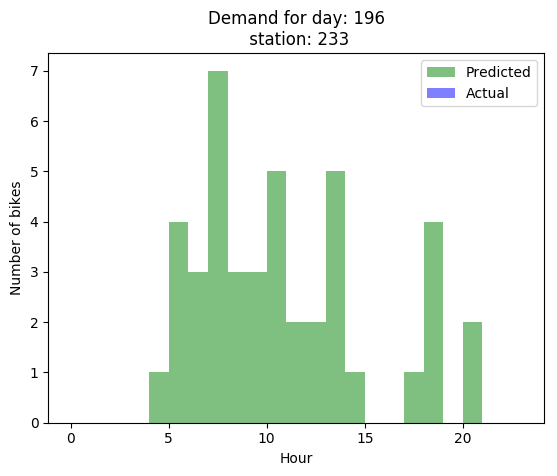 Demand for day: 196
station: 233
Predicted
Actual
Number of bikes
7
6
5
4
3
2
1
0
0 5 10 15 20
Hour